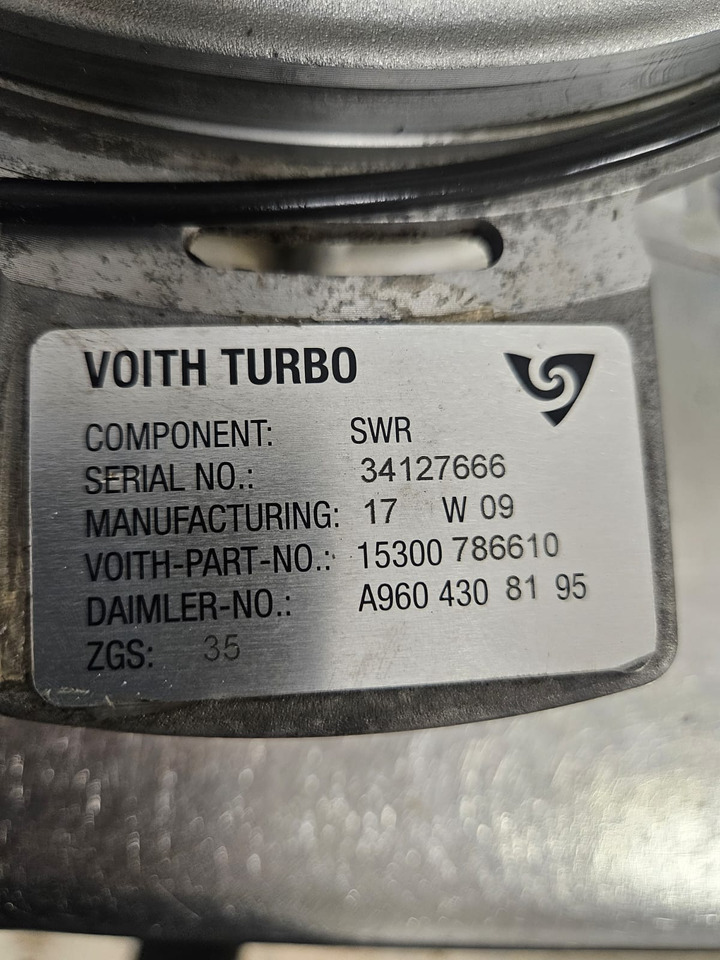 VOITH TURBO
COMPONENT: SWR
SERIAL NO.: 34127666
MANUFACTURING: 17 W 09
VOITH-PART-NO.: 15300 786610
DAIMLER-NO.: A960 430 81 95
ZGS: 35